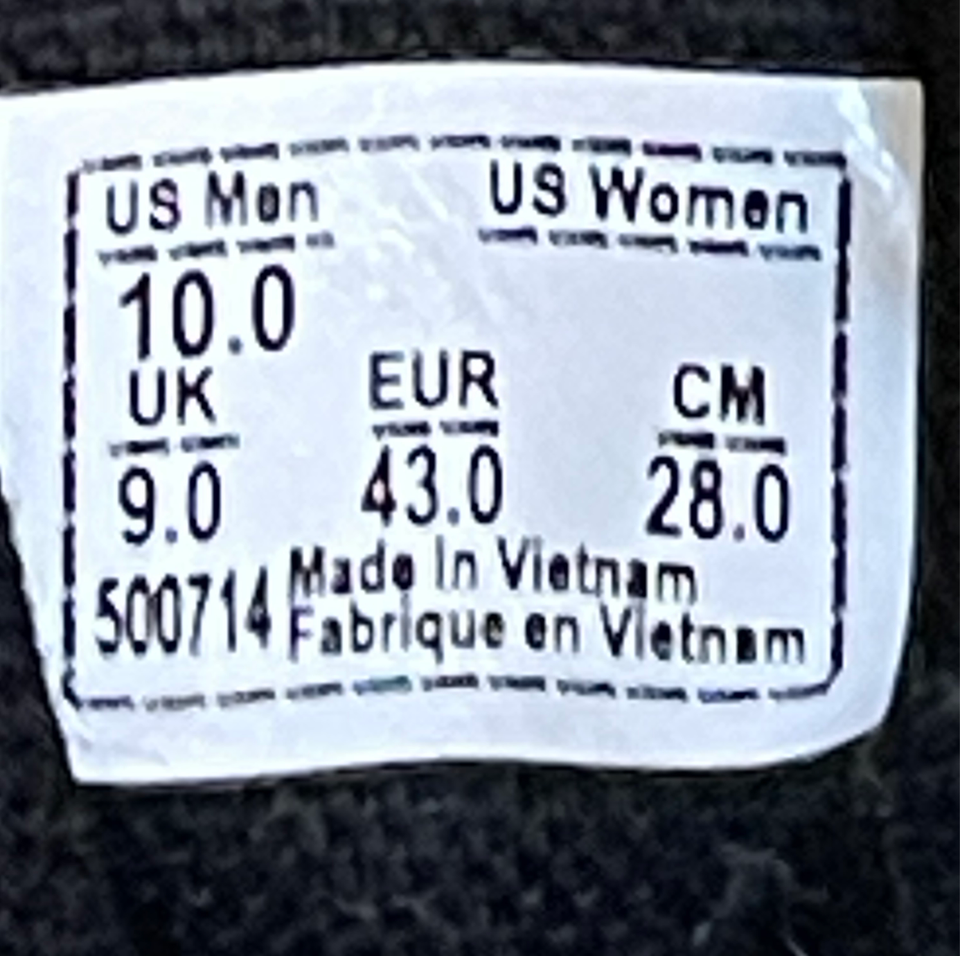 US Men US Women
10.0
UK EUR CM
9.0 43.0 28.0
500714 Made In Vietnam
Fabrique en Vietnam